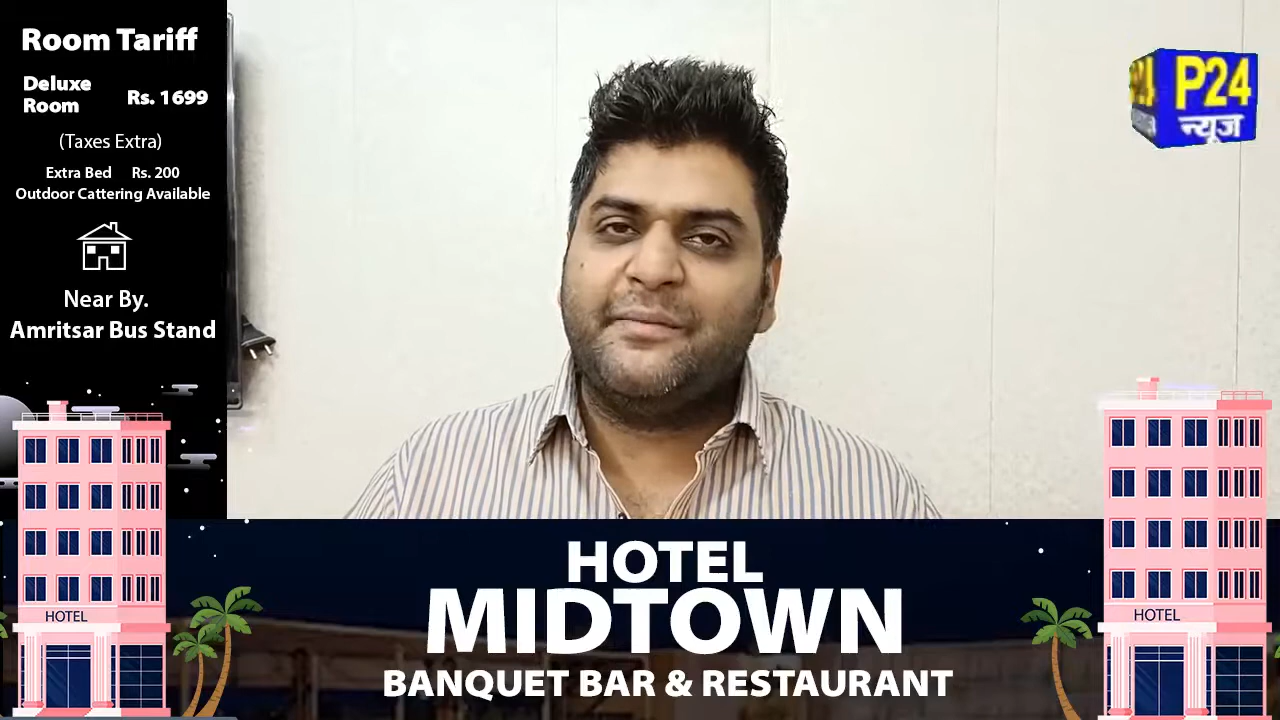 Room Tariff
Deluxe Room Rs. 1699
(Taxes Extra)
Extra Bed Rs. 200
Outdoor Cattering Available
Near By.
Amritsar Bus Stand
P24
न्यूज
HOTEL
MIDTOWN
BANQUET BAR & RESTAURANT
HOTEL
HOTEL